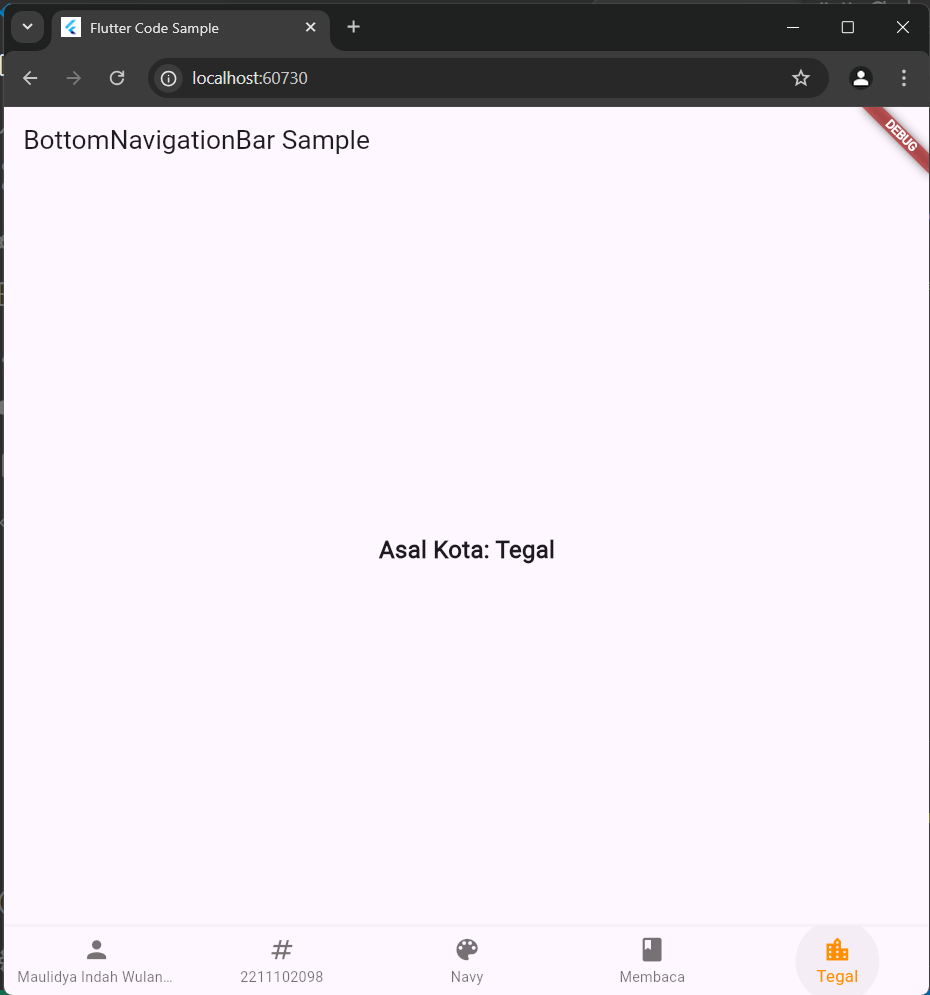 Flutter Code Sample
localhost:60730
BottomNavigationBar Sample
DEBUG
Asal Kota: Tegal
Maulidya Indah Wulan...
2211102098
Navy
Membaca
Tegal